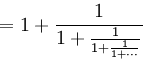 = 1 + \frac{1}{1 + \frac{1}{1 + \frac{1}{1 + \cdots}}}